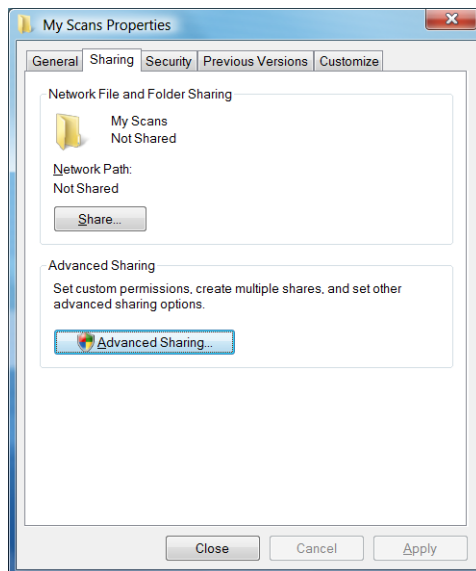 My Scans Properties
General Sharing Security Previous Versions Customize
Network File and Folder Sharing
My Scans
Not Shared
Network Path:
Not Shared
Share...
Advanced Sharing
Set custom permissions, create multiple shares, and set other
advanced sharing options.
Advanced Sharing...
Close Cancel Apply